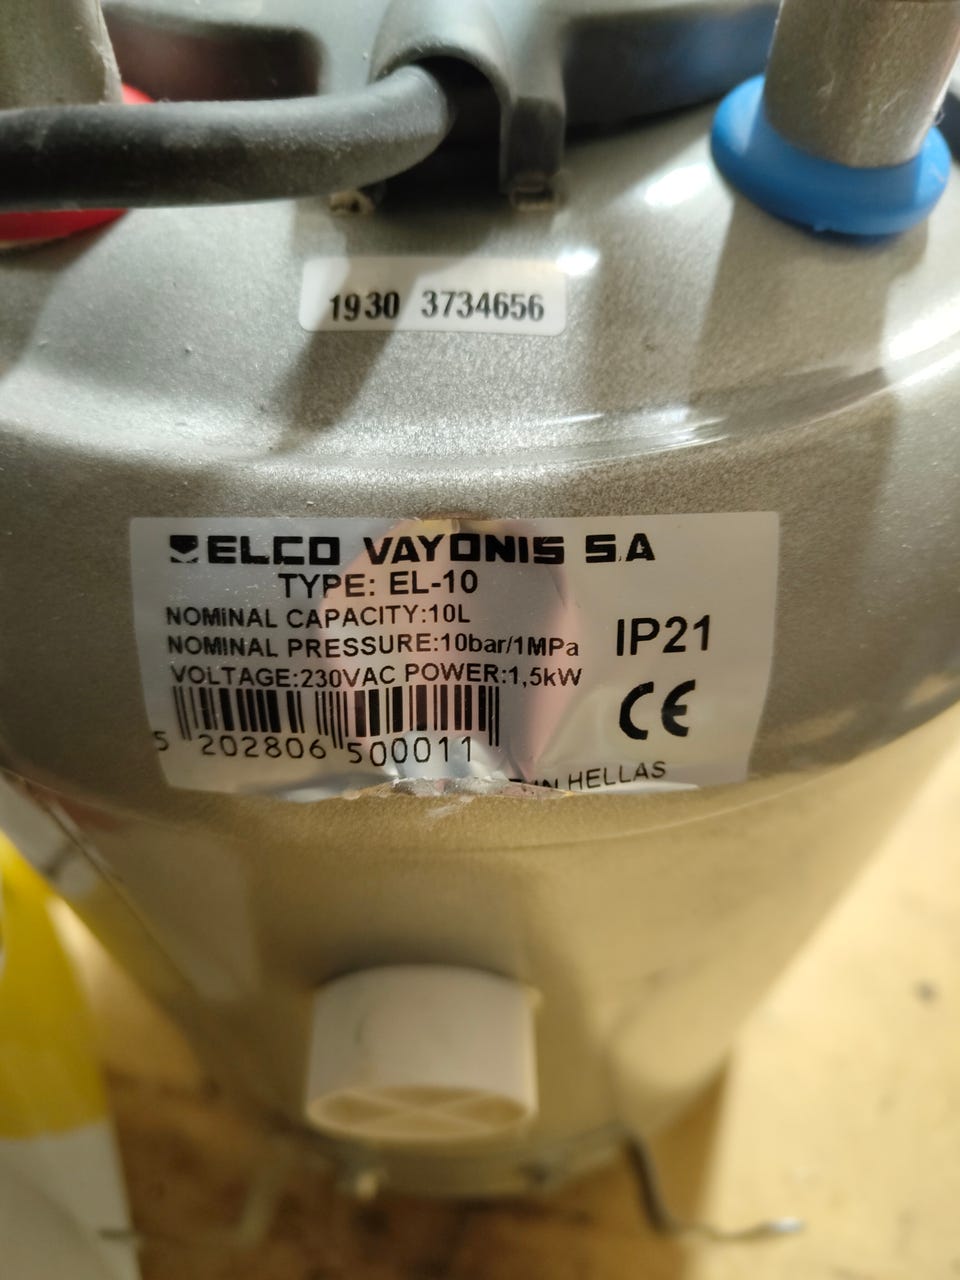 1930 3734656
ELCO VAYONIS S.A
TYPE: EL-10
NOMINAL CAPACITY:10L
NOMINAL PRESSURE:10bar/1MPa
VOLTAGE:230VAC POWER:1,5kW
IP21
CE
5 202806 500011
IN HELLAS